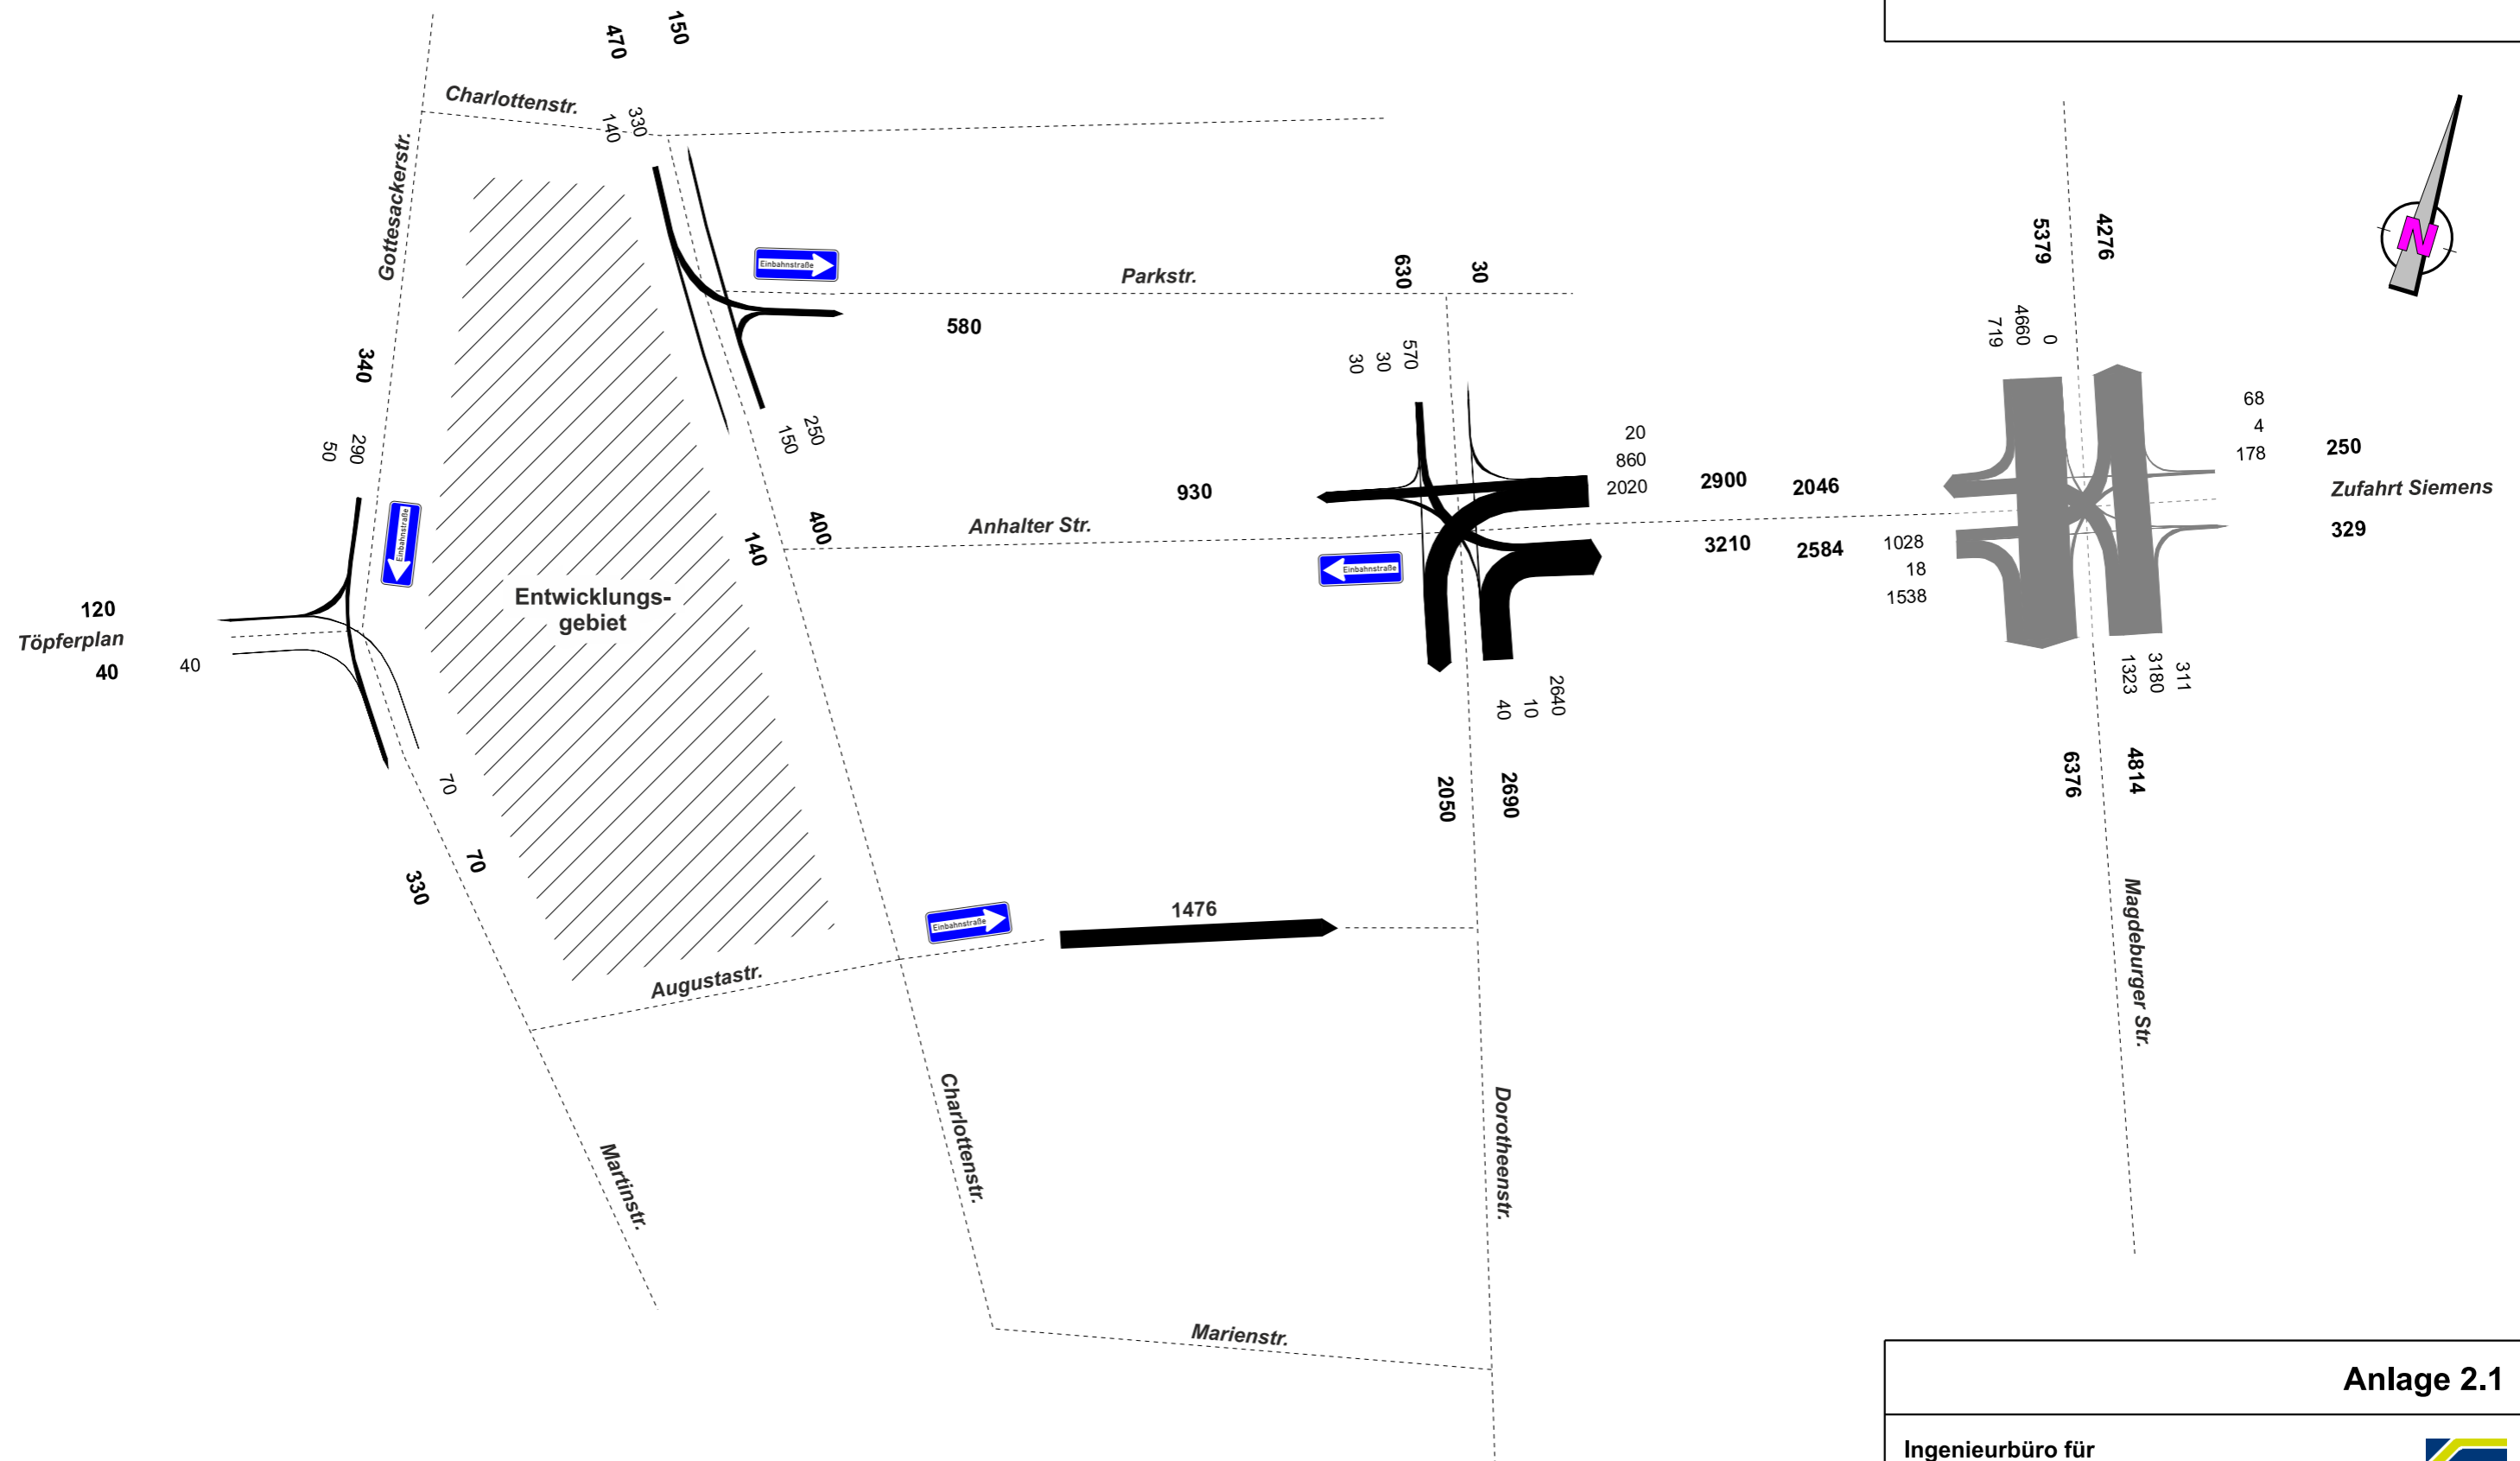 470
150
Charlottenstr.
140
330
Gottesackerstr.
Einbahnstraße
Parkstr.
580
630
30
5379
4276
N
719
4660
0
340
50
290
150
250
30
30
570
20
860
2020
68
4
178
250
Zufahrt Siemens
329
930
2900
2046
Anhalter Str.
140
400
3210
2584
1028
18
1538
Einbahnstraße
Einbahnstraße
Entwicklungs-
gebiet
120
Töpferplan
40
40
40
10
2640
1323
3180
311
70
2050
2690
6376
4814
330
70
1476
Einbahnstraße
Augustastr.
Magdeburger Str.
Martinstr.
Charlottenstr.
Dorotheenstr.
Marienstr.
Anlage 2.1
Ingenieurbüro für